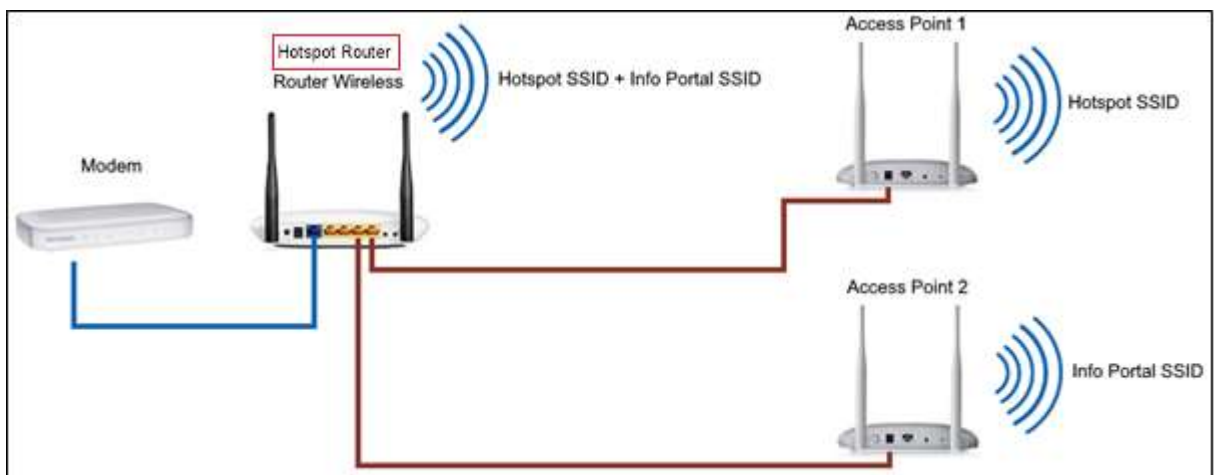 Access Point 1
Hotspot Router
Router Wireless
Hotspot SSID + Info Portal SSID
Hotspot SSID
Modem
Access Point 2
Info Portal SSID